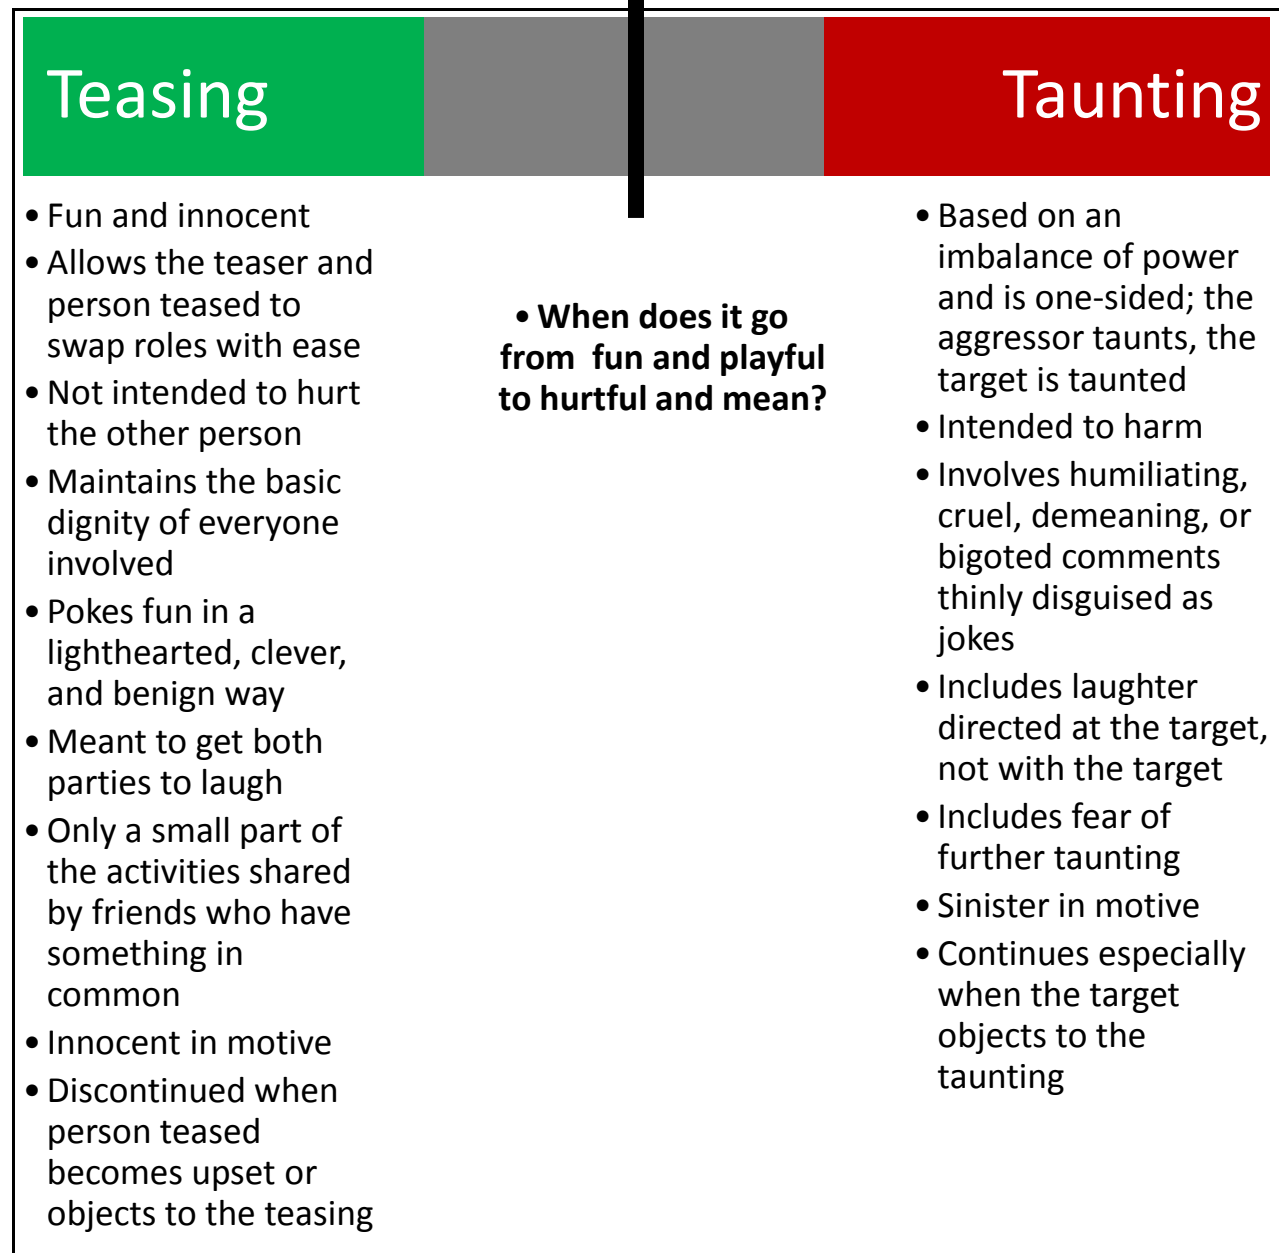 Teasing
Taunting
• Fun and innocent
• Allows the teaser and
person teased to
swap roles with ease
• Not intended to hurt
the other person
• Maintains the basic
dignity of everyone
involved
• Pokes fun in a
lighthearted, clever,
and benign way
• Meant to get both
parties to laugh
• Only a small part of
the activities shared
by friends who have
something in
common
• Innocent in motive
• Discontinued when
person teased
becomes upset or
objects to the teasing
• When does it go
from fun and playful
to hurtful and mean?
• Based on an
imbalance of power
and is one-sided; the
aggressor taunts, the
target is taunted
• Intended to harm
• Involves humiliating,
cruel, demeaning, or
bigoted comments
thinly disguised as
jokes
• Includes laughter
directed at the target,
not with the target
• Includes fear of
further taunting
• Sinister in motive
• Continues especially
when the target
objects to the
taunting